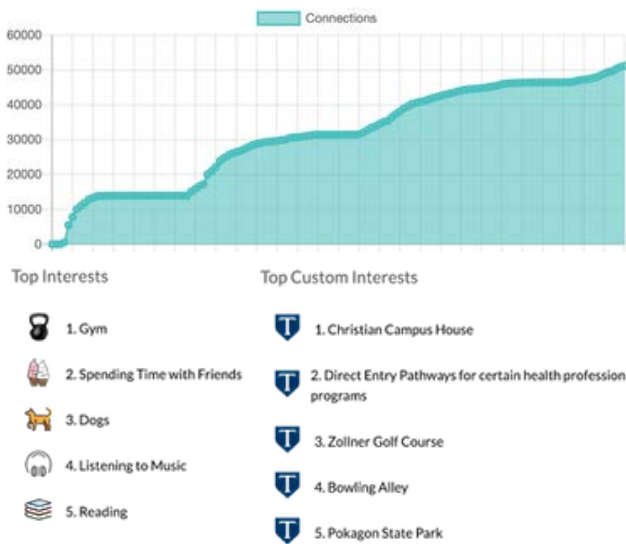 Connections
60000
50000
40000
30000
20000
10000
0
Top Interests
1. Gym
2. Spending Time with Friends
3. Dogs
4. Listening to Music
5. Reading
Top Custom Interests
T
1. Christian Campus House
T
2. Direct Entry Pathways for certain health profession
programs
T
3. Zollner Golf Course
T
4. Bowling Alley
T
5. Pokagon State Park